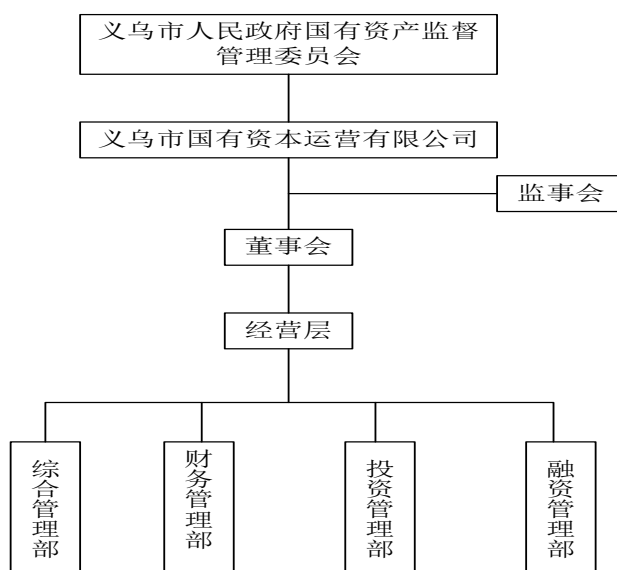 义乌市人民政府国有资产监督
管理委员会
义乌市国有资本运营有限公司
监事会
董事会
经营层
综合管理部
财务管理部
投资管理部
融资管理部